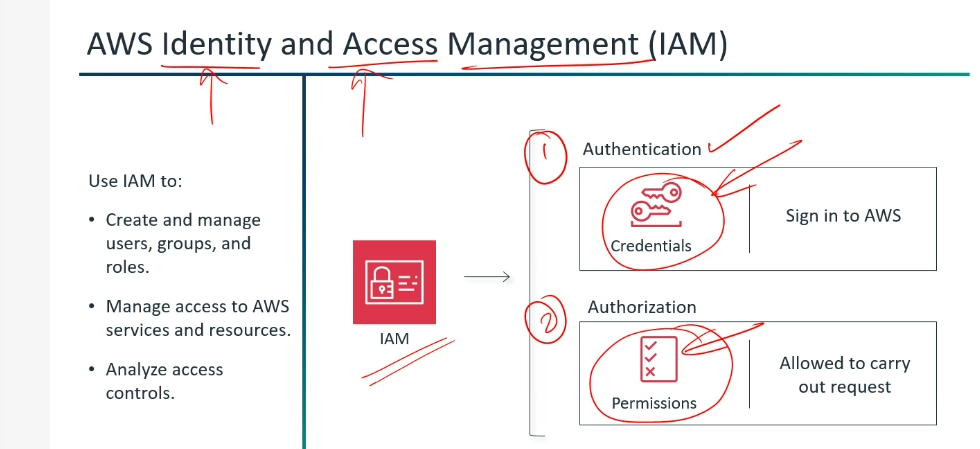 AWS Identity and Access Management (IAM)
Use IAM to:
• Create and manage
users, groups, and
roles.
• Manage access to AWS
services and resources.
• Analyze access
controls.
IAM
1
Authentication
Credentials
Sign in to AWS
2
Authorization
Permissions
Allowed to carry
out request